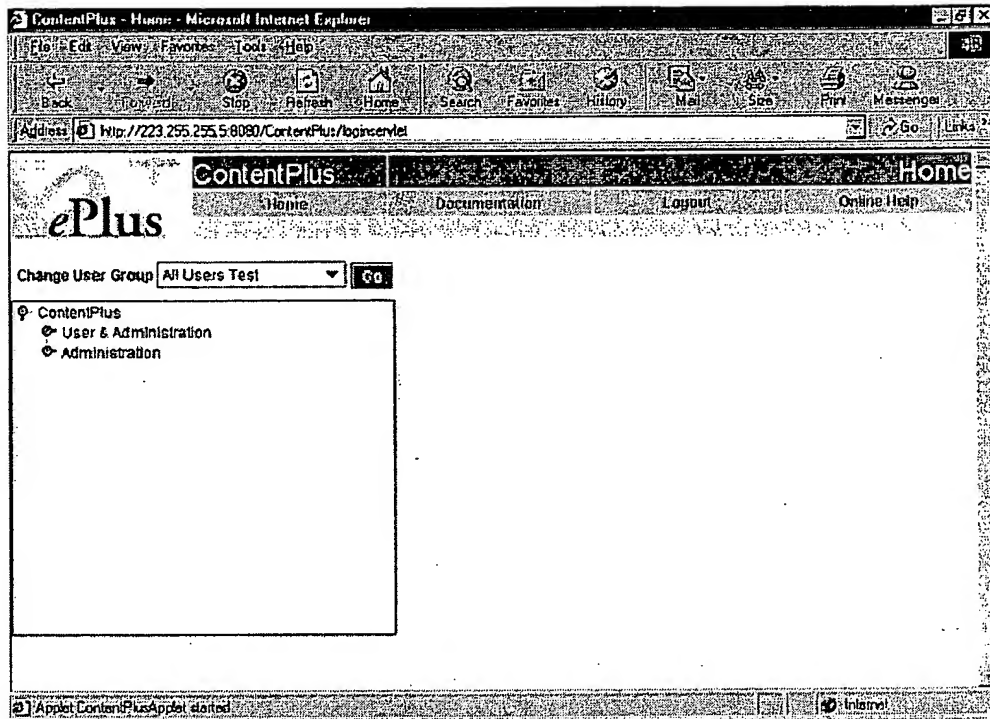 ContentPlus - Home - Microsoft Internet Explorer
File Edit View Favorites Tools Help
Back Forward Stop Refresh Home Search Favorites History Mail Size Print Messenger
Address http://223.255.255.5:8080/ContentPlus/loginservlet Go Links
ePlus
ContentPlus Home
Home Documentation Logout Online Help
Change User Group All Users Test Go
ContentPlus
User & Administration
Administration
Applet ContentPlusApplet started Internet